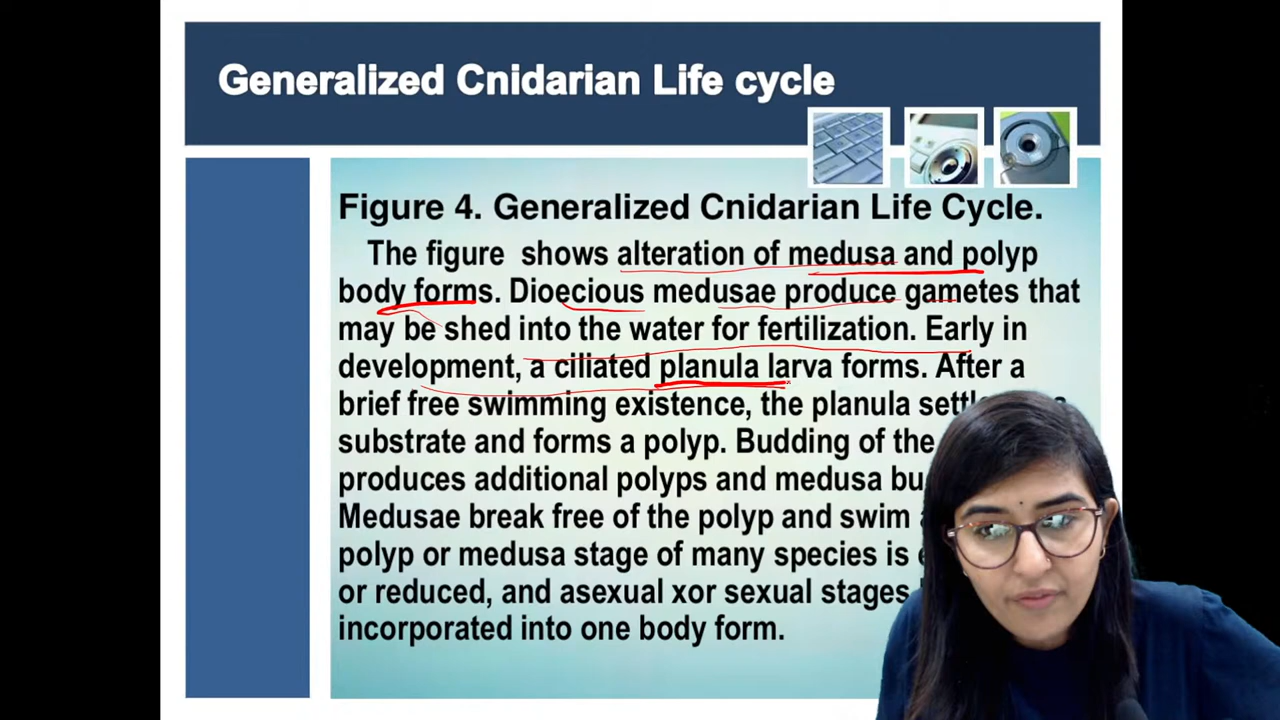 Generalized Cnidarian Life cycle
Figure 4. Generalized Cnidarian Life Cycle.
The figure shows alteration of medusa and polyp
body forms. Dioecious medusae produce gametes that
may be shed into the water for fertilization. Early in
development, a ciliated planula larva forms. After a
brief free swimming existence, the planula
substrate and forms a polyp. Budding of the
produces additional polyps and medusa
Medusae break free of the polyp and swim
polyp or medusa stage of many species is
or reduced, and asexual xor sexual stages
incorporated into one body form.